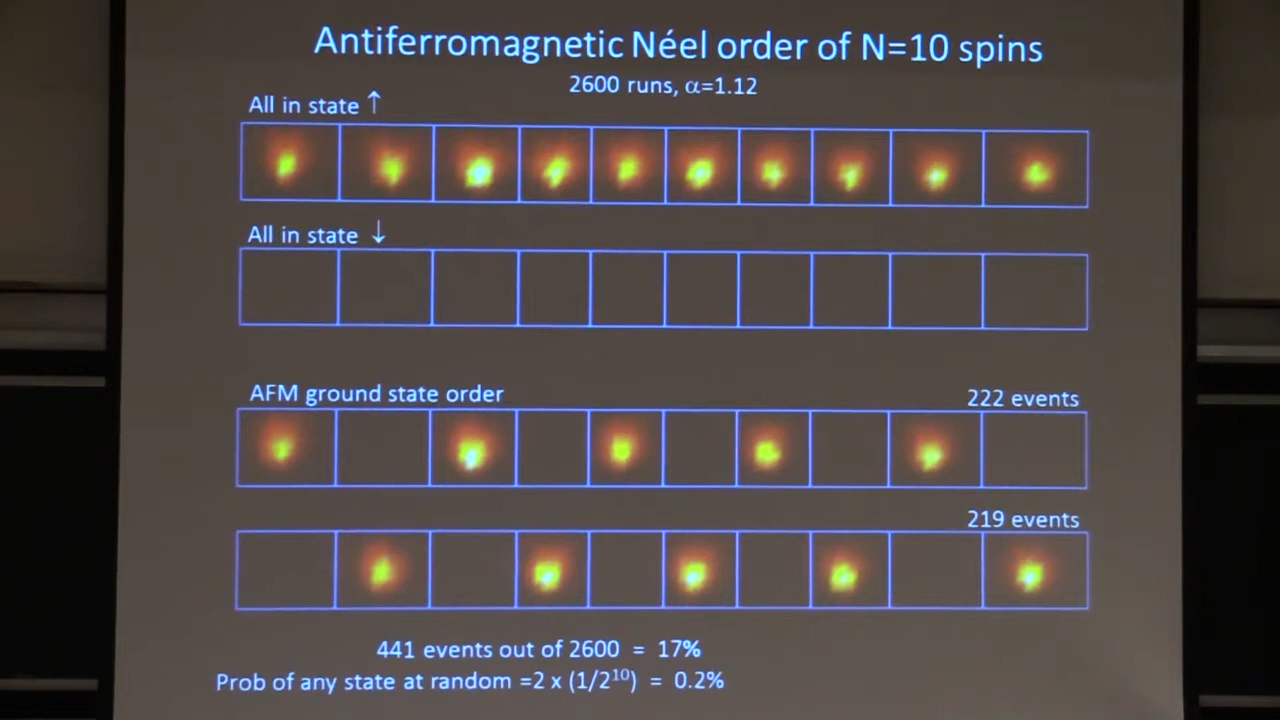 Antiferromagnetic Néel order of N=10 spins
2600 runs, α=1.12
All in state ↑
All in state ↓
AFM ground state order
222 events
219 events
441 events out of 2600 = 17%
Prob of any state at random =2 x (1/2¹⁰) = 0.2%